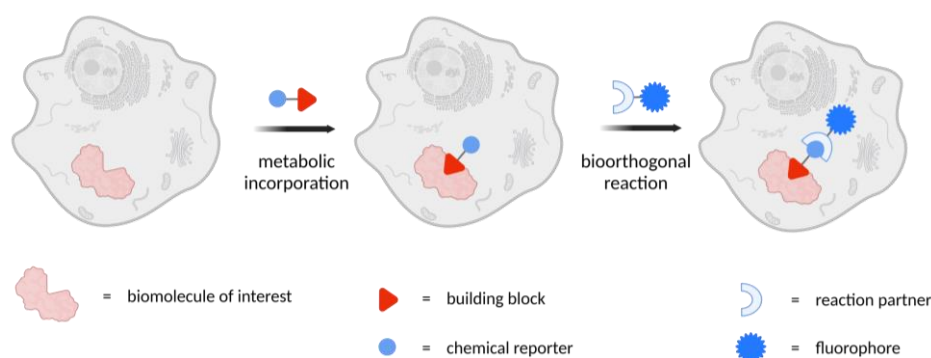 metabolic
incorporation
bioorthogonal
reaction
= biomolecule of interest
= building block
= reaction partner
= chemical reporter
= fluorophore